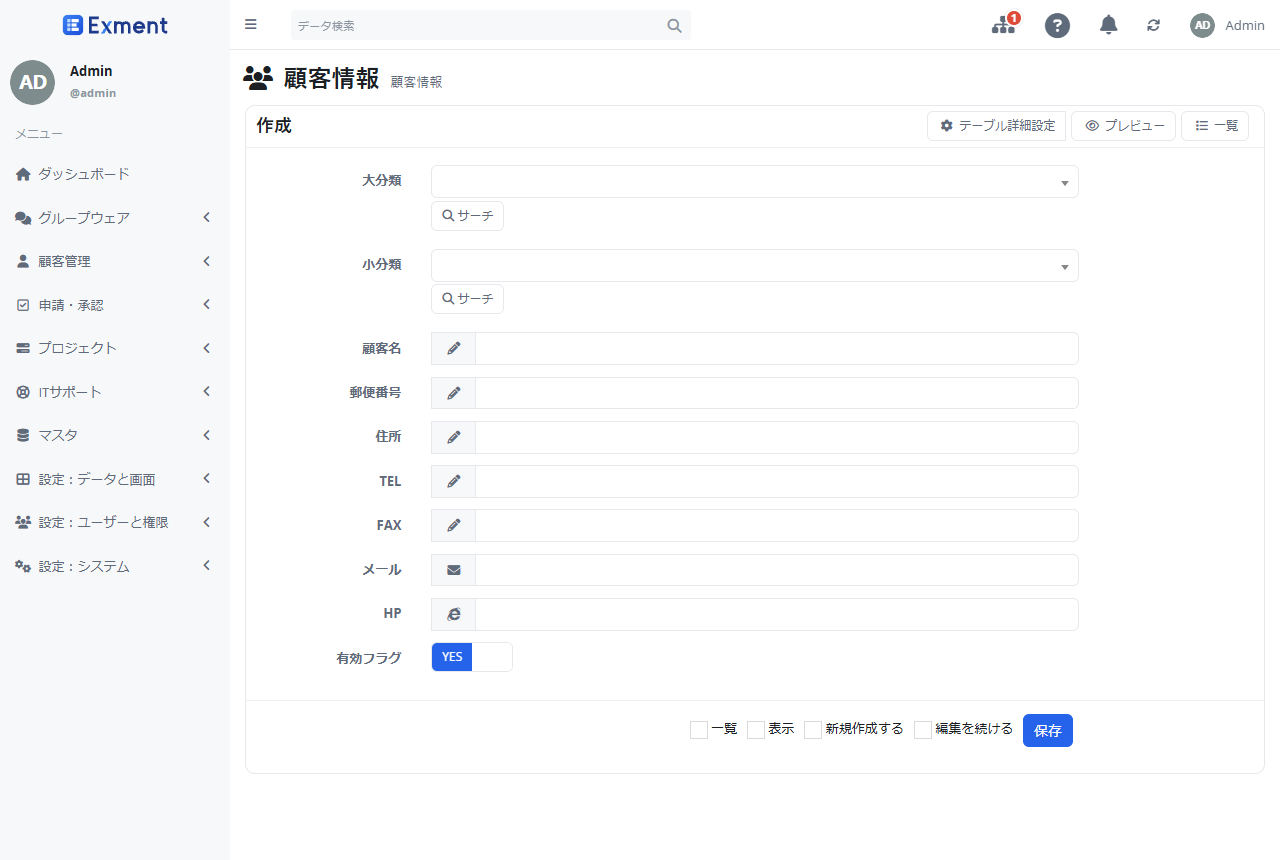 Exment
データ検索
1
AD Admin
AD
Admin
@admin
メニュー
ダッシュボード
グループウェア
顧客管理
申請・承認
プロジェクト
ITサポート
マスタ
設定：データと画面
設定：ユーザーと権限
設定：システム
顧客情報 顧客情報
作成
テーブル詳細設定 プレビュー 一覧
大分類
サーチ
小分類
サーチ
顧客名
郵便番号
住所
TEL
FAX
メール
HP
有効フラグ YES
一覧 表示 新規作成する 編集を続ける 保存